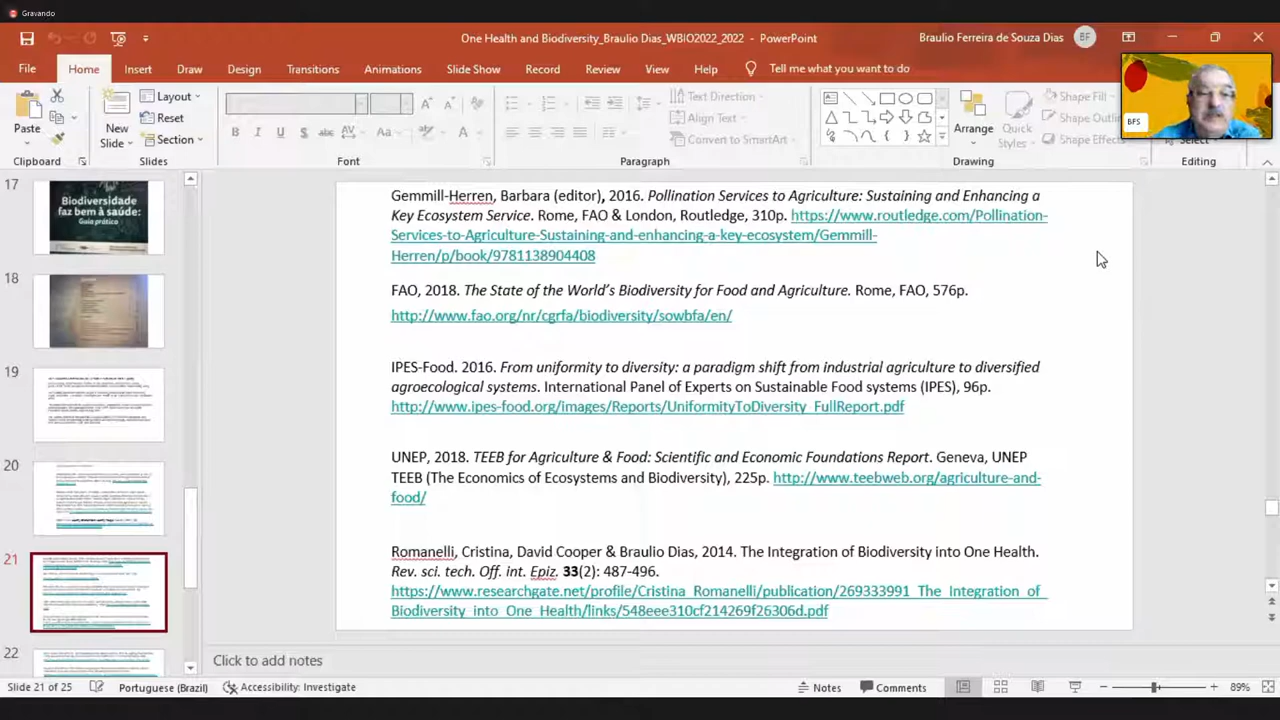 Gravando
One Health and Biodiversity_Braulio Dias_WBIO2022_2022 - PowerPoint
Braulio Ferreira de Souza Dias
BF
File
Home
Insert
Draw
Design
Transitions
Animations
Slide Show
Record
Review
View
Help
Tell me what you want to do
Paste
New Slide
Layout
Reset
Section
Text Direction
Align Text
Convert to SmartArt
Arrange
Quick Styles
Shape Fill
Shape Outli
Shape Effects
Select
BFS
Clipboard
Slides
Font
Paragraph
Drawing
Editing
17
Biodiversidade
faz bem à saúde:
Guia prático
18
19
20
21
22
Gemmill-Herren, Barbara (editor), 2016. Pollination Services to Agriculture: Sustaining and Enhancing a
Key Ecosystem Service. Rome, FAO & London, Routledge, 310p. https://www.routledge.com/Pollination-
Services-to-Agriculture-Sustaining-and-enhancing-a-key-ecosystem/Gemmill-
Herren/p/book/9781138904408
FAO, 2018. The State of the World's Biodiversity for Food and Agriculture. Rome, FAO, 576p.
http://www.fao.org/nr/cgrfa/biodiversity/sowbfa/en/
IPES-Food. 2016. From uniformity to diversity: a paradigm shift from industrial agriculture to diversified
agroecological systems. International Panel of Experts on Sustainable Food systems (IPES), 96p.
http://www.ipes-food.org/images/Reports/UniformityToDiversity_FullReport.pdf
UNEP, 2018. TEEB for Agriculture & Food: Scientific and Economic Foundations Report. Geneva, UNEP
TEEB (The Economics of Ecosystems and Biodiversity), 225p. http://www.teebweb.org/agriculture-and-
food/
Romanelli, Cristina, David Cooper & Braulio Dias, 2014. The Integration of Biodiversity into One Health.
Rev. sci. tech. Off. int. Epiz. 33(2): 487-496.
Biodiversity_into_One_Health/links/548eee310cf214269f263bcd.pdf
Click to add notes
Slide 21 of 25
Portuguese (Brazil)
Accessibility: Investigate
Notes
Comments
89%